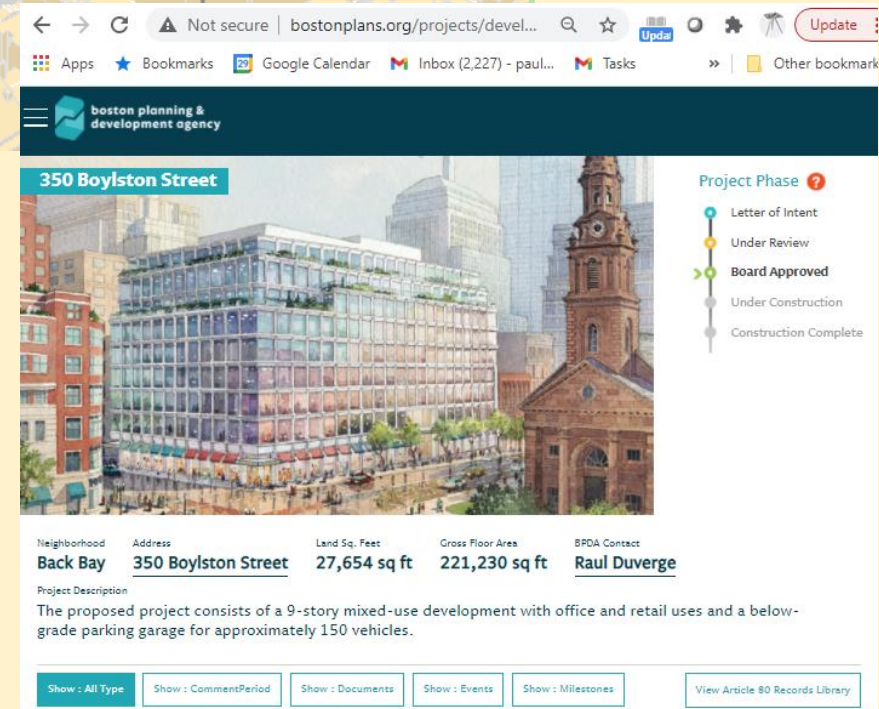 Not secure | bostonplans.org/projects/devel...
Updat
Update
Apps
Bookmarks
29 Google Calendar
Inbox (2,227) - paul...
Tasks
»
Other bookmark
boston planning &
development agency
350 Boylston Street
Project Phase ?
Letter of Intent
Under Review
Board Approved
Under Construction
Construction Complete
Neighborhood Address Land Sq. Feet Gross Floor Area BPDA Contact
Back Bay 350 Boylston Street 27,654 sq ft 221,230 sq ft Raul Duverge
Project Description
The proposed project consists of a 9-story mixed-use development with office and retail uses and a below-
grade parking garage for approximately 150 vehicles.
Show : All Type Show : CommentPeriod Show : Documents Show : Events Show : Milestones View Article 80 Records Library